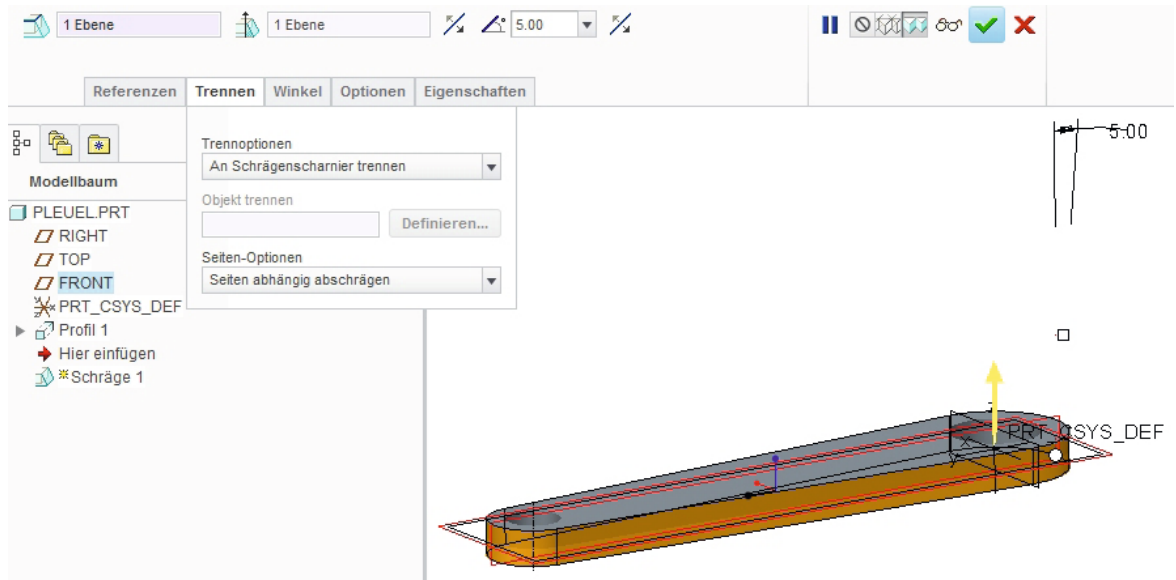 1 Ebene 1 Ebene 5.00
Referenzen Trennen Winkel Optionen Eigenschaften
Trennoptionen
An Schrägenscharnier trennen
Objekt trennen
Definieren...
Seiten-Optionen
Seiten abhängig abschrägen
Modellbaum
PLEUEL.PRT
RIGHT
TOP
FRONT
PRT_CSYS_DEF
Profil 1
Hier einfügen
Schräge 1
5.00
PRT_CSYS_DEF